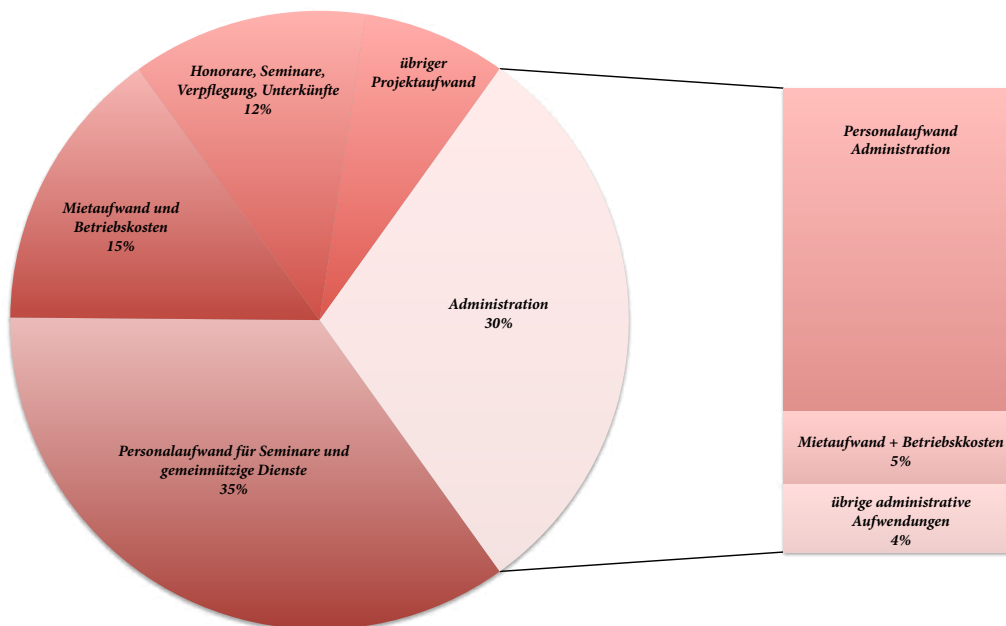 Honorare, Seminare,
Verpflegung, Unterkünfte
12%
übriger
Projektaufwand
Mietaufwand und
Betriebskosten
15%
Administration
30%
Personalaufwand für Seminare und
gemeinnützige Dienste
35%
Personalaufwand
Administration
Mietaufwand + Betriebskkosten
5%
übrige administrative
Aufwendungen
4%